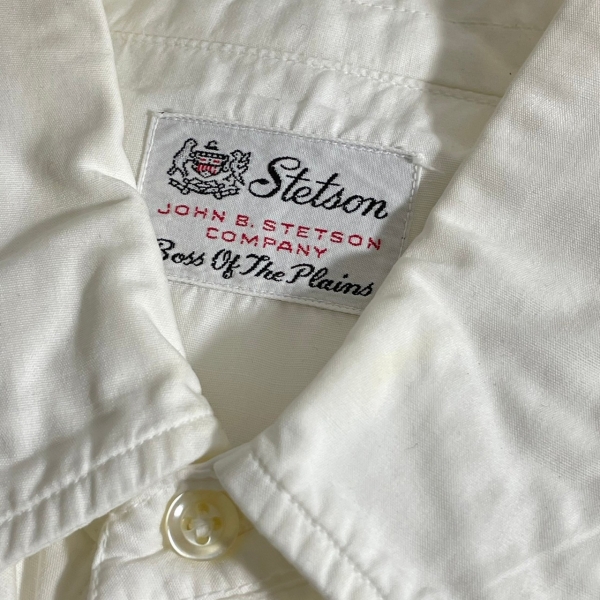 Stetson
JOHN B. STETSON
COMPANY
Boss Of The Plains